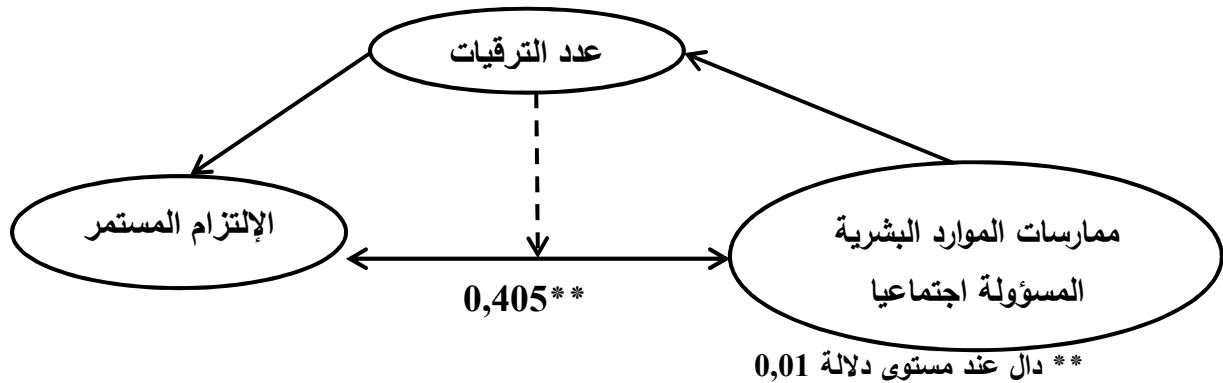 عدد الترقيات
ممارسات الموارد البشرية
المسؤولة اجتماعيا
الإلتزام المستمر
0,405**
** دال عند مستوى دلالة 0,01